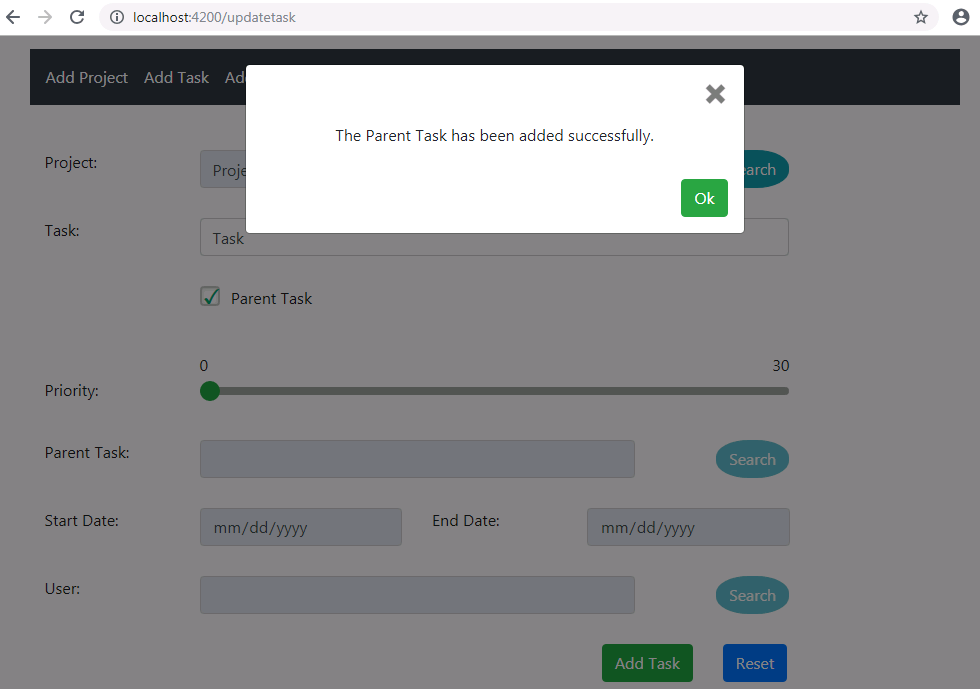 localhost:4200/updatetask
Add Project Add Task
The Parent Task has been added successfully.
Project:
Ok
Task: Task
Parent Task
0 30
Priority:
Parent Task: Search
Start Date: mm/dd/yyyy End Date: mm/dd/yyyy
User: Search
Add Task Reset